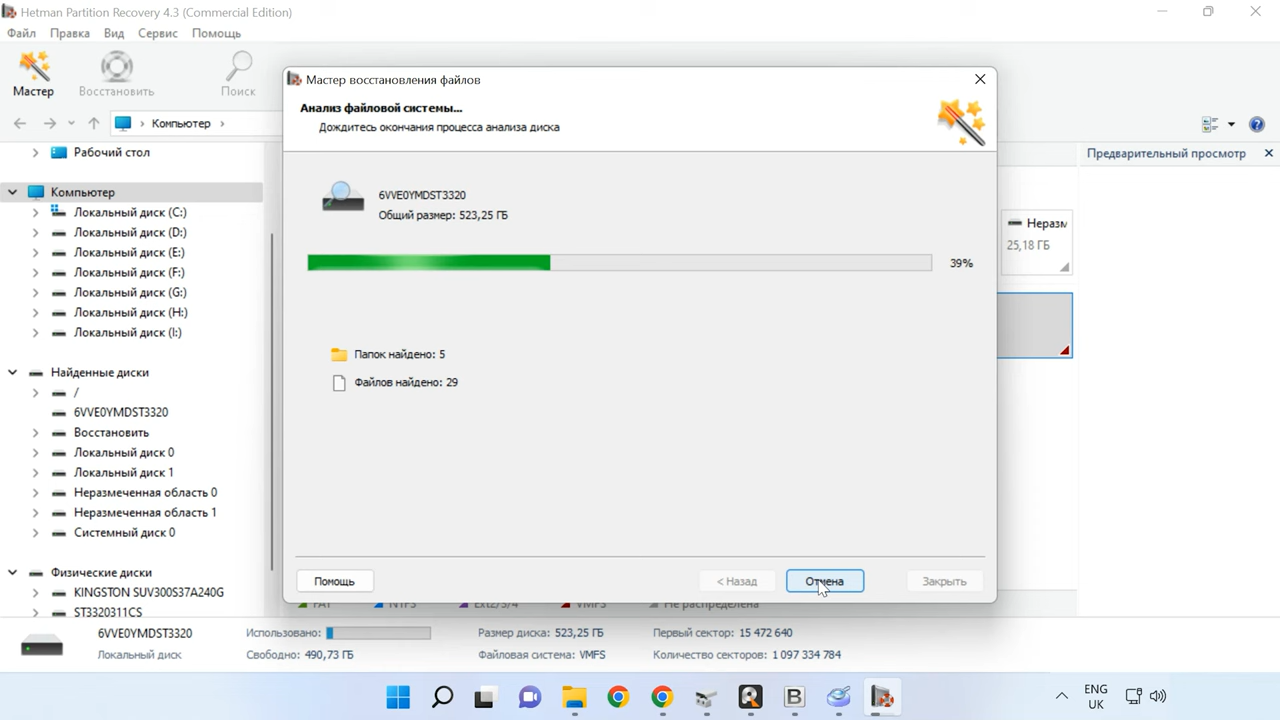 Hetman Partition Recovery 4.3 (Commercial Edition)
Файл Правка Вид Сервис Помощь
Мастер Восстановить Поиск
Компьютер
Рабочий стол
Компьютер
Локальный диск (C:)
Локальный диск (D:)
Локальный диск (E:)
Локальный диск (F:)
Локальный диск (G:)
Локальный диск (H:)
Локальный диск (I:)
Найденные диски
/
6VVE0YMDST3320
Восстановить
Локальный диск 0
Локальный диск 1
Неразмеченная область 0
Неразмеченная область 1
Системный диск 0
Физические диски
KINGSTON SUV300S37A240G
ST3320311CS
Мастер восстановления файлов
Анализ файловой системы...
Дождитесь окончания процесса анализа диска
6VVE0YMDST3320
Общий размер: 523,25 ГБ
39%
Папок найдено: 5
Файлов найдено: 29
Помощь < Назад Отмена Закрыть
Предварительный просмотр
Неразм
25,18 ГБ
FAT NTFS Ext2/3/4 VMFS Не распределена
6VVE0YMDST3320 Использовано: Размер диска: 523,25 ГБ Первый сектор: 15 472 640
Локальный диск Свободно: 490,73 ГБ Файловая система: VMFS Количество секторов: 1 097 334 784
ENG
UK